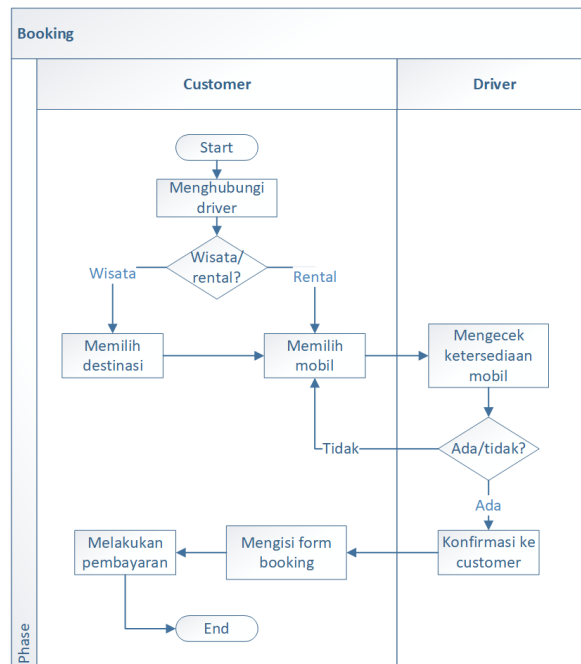 Booking
Customer
Driver
Start
Menghubungi
driver
Wisata/
rental?
Wisata
Rental
Memilih
destinasi
Memilih
mobil
Mengecek
ketersediaan
mobil
Ada/tidak?
Tidak
Ada
Konfirmasi ke
customer
Mengisi form
booking
Melakukan
pembayaran
End
Phase